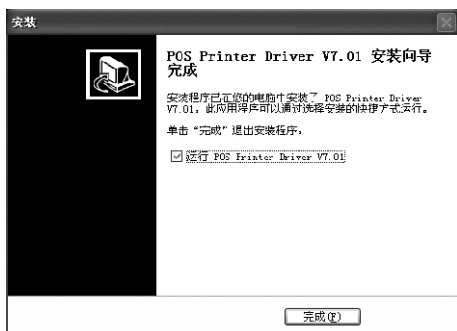 安装
POS Printer Driver V7.01 安装向导
完成
安装程序已在您的电脑中安装了 POS Printer Driver
V7.01，此应用程序可以通过选择安装的快捷方式运行。
单击“完成”退出安装程序。
运行 POS Printer Driver V7.01
完成(F)